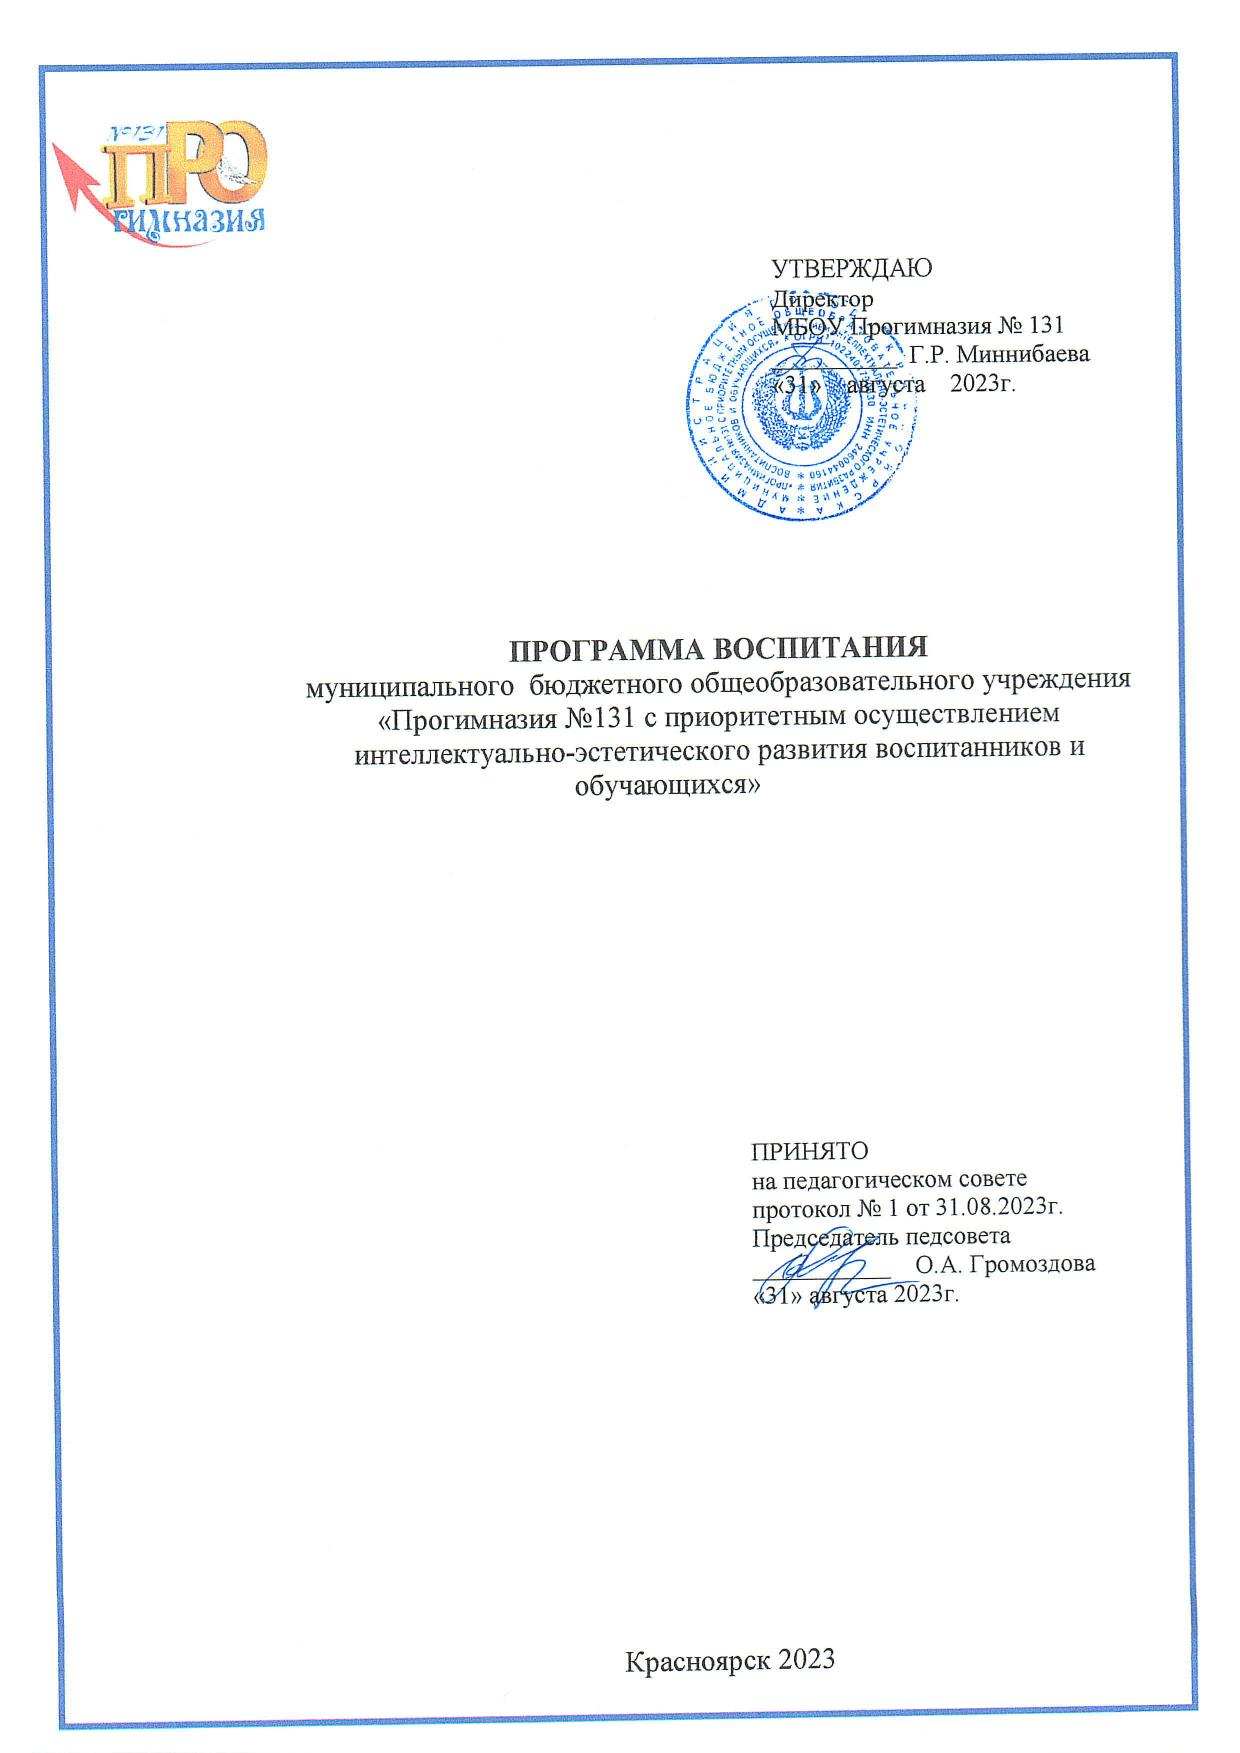 №131
ПРО
гимназия
УТВЕРЖДАЮ
Директор
МБОУ Прогимназия № 131
Г.Р. Миннибаева
«31» августа 2023г.
ПРОГРАММА ВОСПИТАНИЯ
муниципального бюджетного общеобразовательного учреждения
«Прогимназия №131 с приоритетным осуществлением
интеллектуально-эстетического развития воспитанников и
обучающихся»
ПРИНЯТО
на педагогическом совете
протокол № 1 от 31.08.2023г.
Председатель педсовета
О.А. Громоздова
«31» августа 2023г.
Красноярск 2023